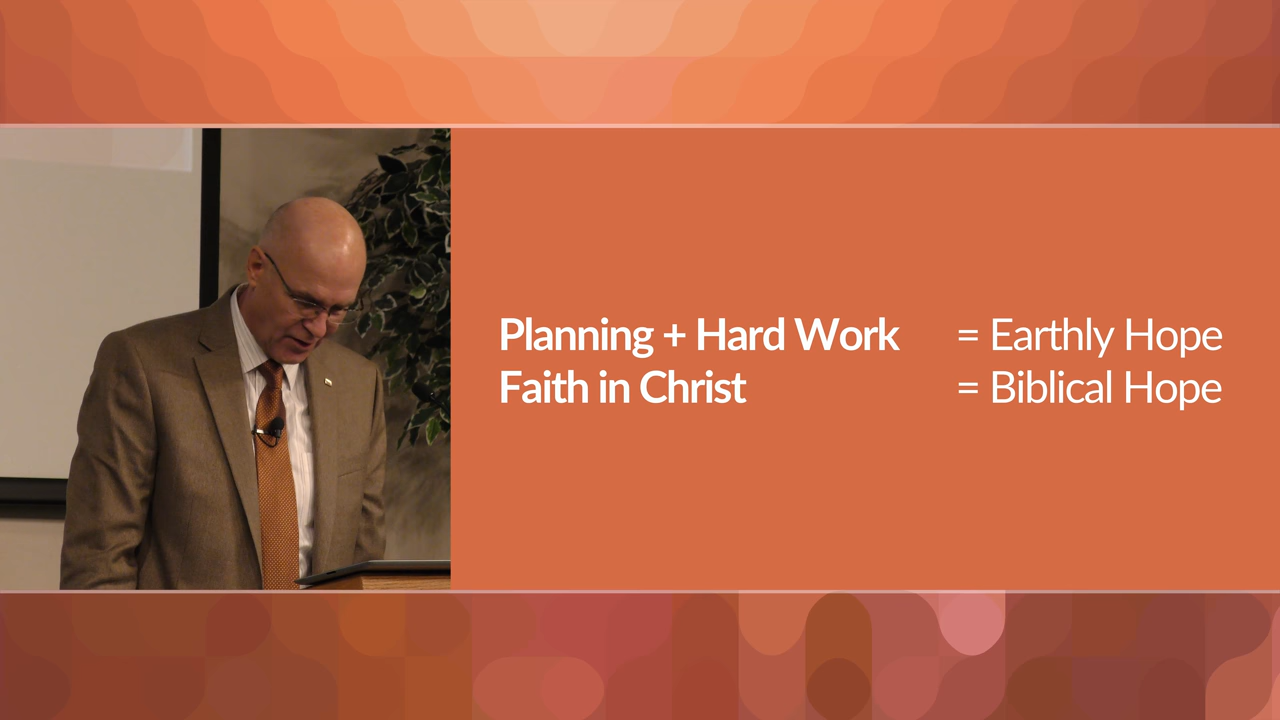 Planning + Hard Work = Earthly Hope
Faith in Christ = Biblical Hope